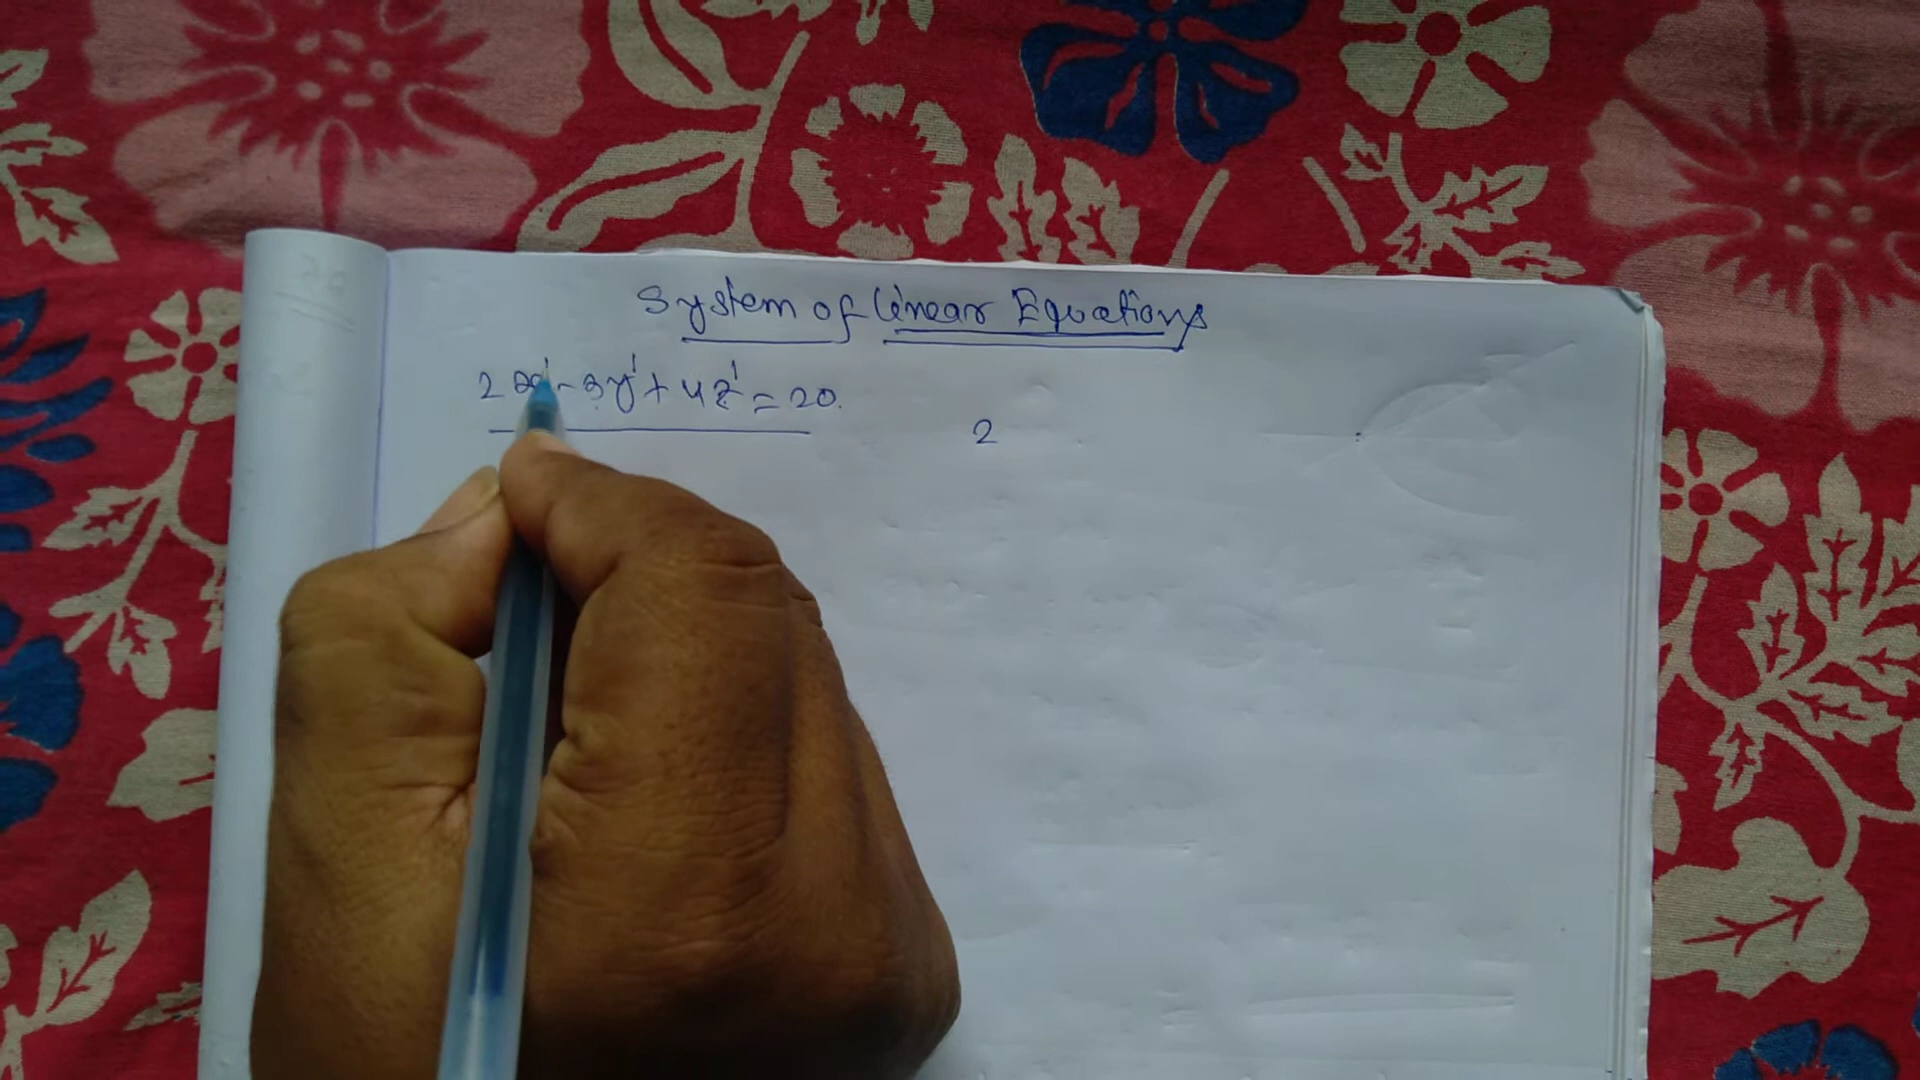 System of linear Equations
2x¹ - 3y¹ + 4z¹ = 20.
2